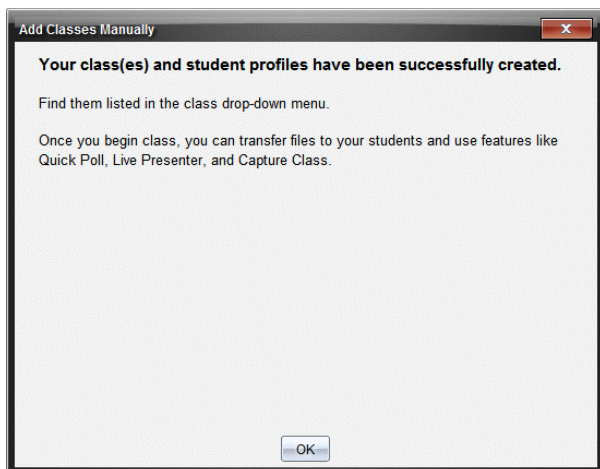 Add Classes Manually
Your class(es) and student profiles have been successfully created.
Find them listed in the class drop-down menu.
Once you begin class, you can transfer files to your students and use features like
Quick Poll, Live Presenter, and Capture Class.
OK